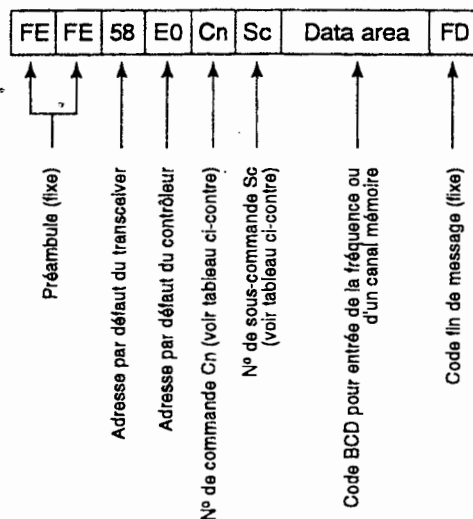 FE FE 58 E0 Cn Sc Data area FD
Préambule (fixe)
Adresse par défaut du transceiver
Adresse par défaut du contrôleur
Nº de commande Cn (voir tableau ci-contre)
Nº de sous-commande Sc
(voir tableau ci-contre)
Code BCD pour entrée de la fréquence ou
d'un canal mémoire
Code fin de message (fixe)